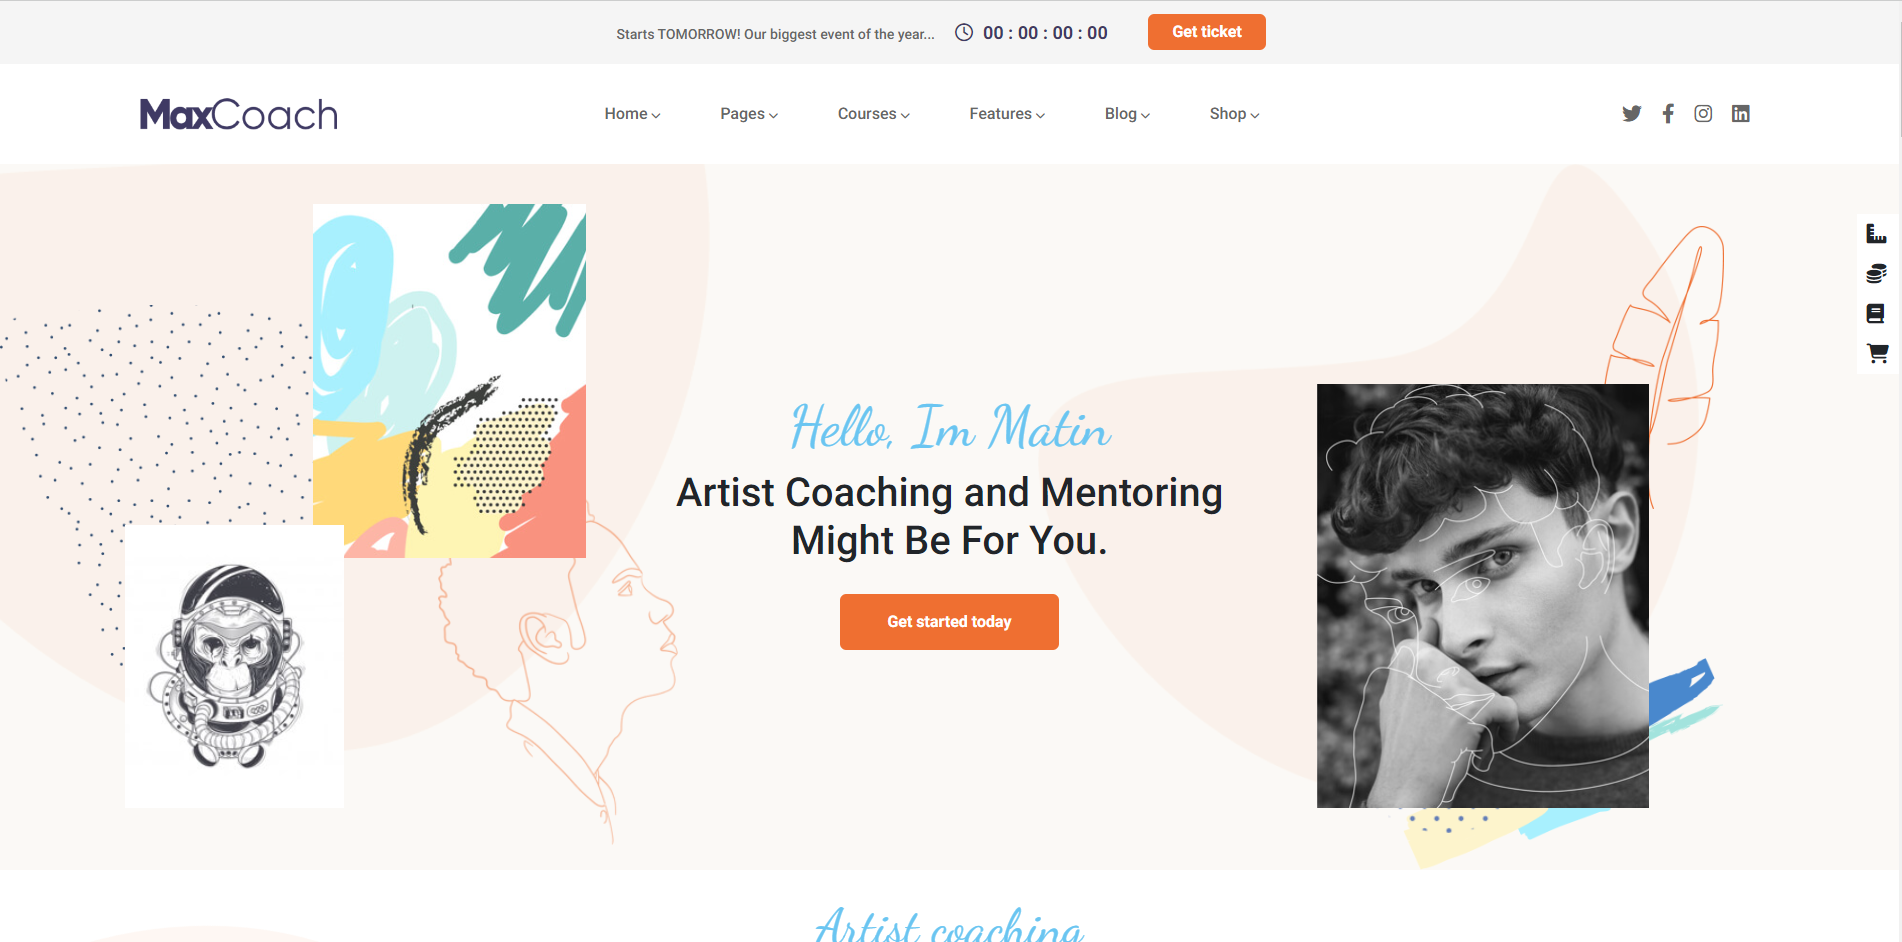 Starts TOMORROW! Our biggest event of the year... 00 : 00 : 00 : 00 Get ticket
MaxCoach Home Pages Courses Features Blog Shop
Hello, Im Matin
Artist Coaching and Mentoring
Might Be For You.
Get started today
Artist coaching